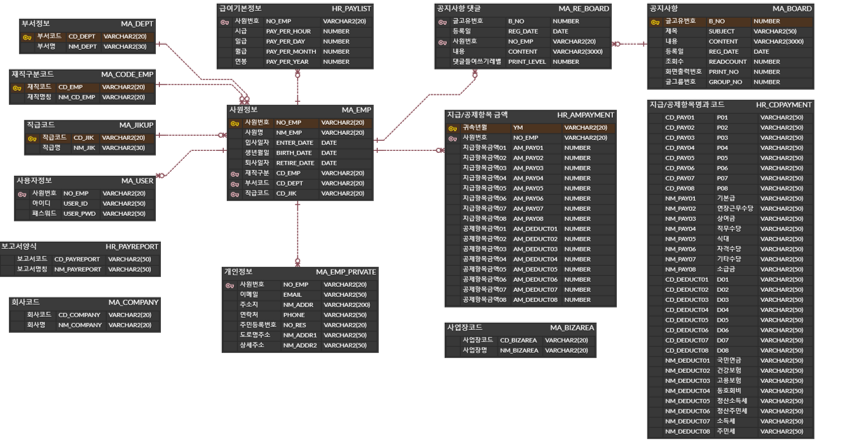 부서정보 MA_DEPT
부서코드 CD_DEPT VARCHAR2(20)
부서명 NM_DEPT VARCHAR2(30)
재직구분코드 MA_CODE_EMP
재직코드 CD_EMP VARCHAR2(20)
재직명칭 NM_CD_EMP VARCHAR2(20)
직급코드 MA_JIKUP
직급코드 CD_JIK VARCHAR2(20)
직급명 NM_JIK VARCHAR2(30)
사용자정보 MA_USER
사원번호 NO_EMP VARCHAR2(20)
아이디 USER_ID VARCHAR2(20)
패스워드 USER_PWD VARCHAR2(20)
보고서양식 HR_PAYREPORT
보고서코드 CD_PAYREPORT VARCHAR2(50)
보고서명칭 NM_PAYREPORT VARCHAR2(50)
회사코드 MA_COMPANY
회사코드 CD_COMPANY VARCHAR2(20)
회사명 NM_COMPANY VARCHAR2(20)
급여기본정보 HR_PAYLIST
사원번호 NO_EMP VARCHAR2(20)
시급 PAY_PER_HOUR NUMBER
일급 PAY_PER_DAY NUMBER
월급 PAY_PER_MONTH NUMBER
연봉 PAY_PER_YEAR NUMBER
사원정보 MA_EMP
사원번호 NO_EMP VARCHAR2(20)
사원명 NM_EMP VARCHAR2(20)
입사일자 ENTER_DATE DATE
생년월일 BIRTH_DATE DATE
퇴사일자 RETIRE_DATE DATE
재직구분 CD_EMP VARCHAR2(20)
부서코드 CD_DEPT VARCHAR2(20)
직급코드 CD_JIK VARCHAR2(20)
개인정보 MA_EMP_PRIVATE
사원번호 NO_EMP VARCHAR2(20)
이메일 EMAIL VARCHAR2(50)
주소지 NM_ADDR VARCHAR2(200)
연락처 PHONE VARCHAR2(50)
주민등록번호 NO_RES VARCHAR2(20)
도로명주소 NM_ADDR1 VARCHAR2(50)
상세주소 NM_ADDR2 VARCHAR2(50)
공지사항 댓글 MA_RE_BOARD
글고유번호 B_NO NUMBER
등록일 REG_DATE DATE
사원번호 NO_EMP VARCHAR2(20)
내용 CONTENT VARCHAR2(3000)
댓글들여쓰기레벨 PRINT_LEVEL NUMBER
지급/공제항목 금액 HR_AMPAYMENT
귀속년월 YM VARCHAR2(20)
사원번호 NO_EMP VARCHAR2(20)
지급항목금액01 AM_PAY01 NUMBER
지급항목금액02 AM_PAY02 NUMBER
지급항목금액03 AM_PAY03 NUMBER
지급항목금액04 AM_PAY04 NUMBER
지급항목금액05 AM_PAY05 NUMBER
지급항목금액06 AM_PAY06 NUMBER
지급항목금액07 AM_PAY07 NUMBER
지급항목금액08 AM_PAY08 NUMBER
공제항목금액01 AM_DEDUCT01 NUMBER
공제항목금액02 AM_DEDUCT02 NUMBER
공제항목금액03 AM_DEDUCT03 NUMBER
공제항목금액04 AM_DEDUCT04 NUMBER
공제항목금액05 AM_DEDUCT05 NUMBER
공제항목금액06 AM_DEDUCT06 NUMBER
공제항목금액07 AM_DEDUCT07 NUMBER
공제항목금액08 AM_DEDUCT08 NUMBER
사업장코드 MA_BIZAREA
사업장코드 CD_BIZAREA VARCHAR2(20)
사업장명 NM_BIZAREA VARCHAR2(20)
공지사항 MA_BOARD
글고유번호 B_NO NUMBER
제목 SUBJECT VARCHAR2(50)
내용 CONTENT VARCHAR2(3000)
등록일 REG_DATE DATE
조회수 READCOUNT NUMBER
화면출력번호 PRINT_NO NUMBER
글그룹번호 GROUP_NO NUMBER
지급/공제항목명과 코드 HR_CDPAYMENT
CD_PAY01 P01 VARCHAR2(50)
CD_PAY02 P02 VARCHAR2(50)
CD_PAY03 P03 VARCHAR2(50)
CD_PAY04 P04 VARCHAR2(50)
CD_PAY05 P05 VARCHAR2(50)
CD_PAY06 P06 VARCHAR2(50)
CD_PAY07 P07 VARCHAR2(50)
CD_PAY08 P08 VARCHAR2(50)
NM_PAY01 기본급 VARCHAR2(50)
NM_PAY02 연장근무수당 VARCHAR2(50)
NM_PAY03 상여금 VARCHAR2(50)
NM_PAY04 직무수당 VARCHAR2(50)
NM_PAY05 식대 VARCHAR2(50)
NM_PAY06 자격수당 VARCHAR2(50)
NM_PAY07 기타수당 VARCHAR2(50)
NM_PAY08 소급금 VARCHAR2(50)
CD_DEDUCT01 D01 VARCHAR2(50)
CD_DEDUCT02 D02 VARCHAR2(50)
CD_DEDUCT03 D03 VARCHAR2(50)
CD_DEDUCT04 D04 VARCHAR2(50)
CD_DEDUCT05 D05 VARCHAR2(50)
CD_DEDUCT06 D06 VARCHAR2(50)
CD_DEDUCT07 D07 VARCHAR2(50)
CD_DEDUCT08 D08 VARCHAR2(50)
NM_DEDUCT01 국민연금 VARCHAR2(50)
NM_DEDUCT02 건강보험 VARCHAR2(50)
NM_DEDUCT03 고용보험 VARCHAR2(50)
NM_DEDUCT04 동호회비 VARCHAR2(50)
NM_DEDUCT05 정산소득세 VARCHAR2(50)
NM_DEDUCT06 정산주민세 VARCHAR2(50)
NM_DEDUCT07 소득세 VARCHAR2(50)
NM_DEDUCT08 주민세 VARCHAR2(50)